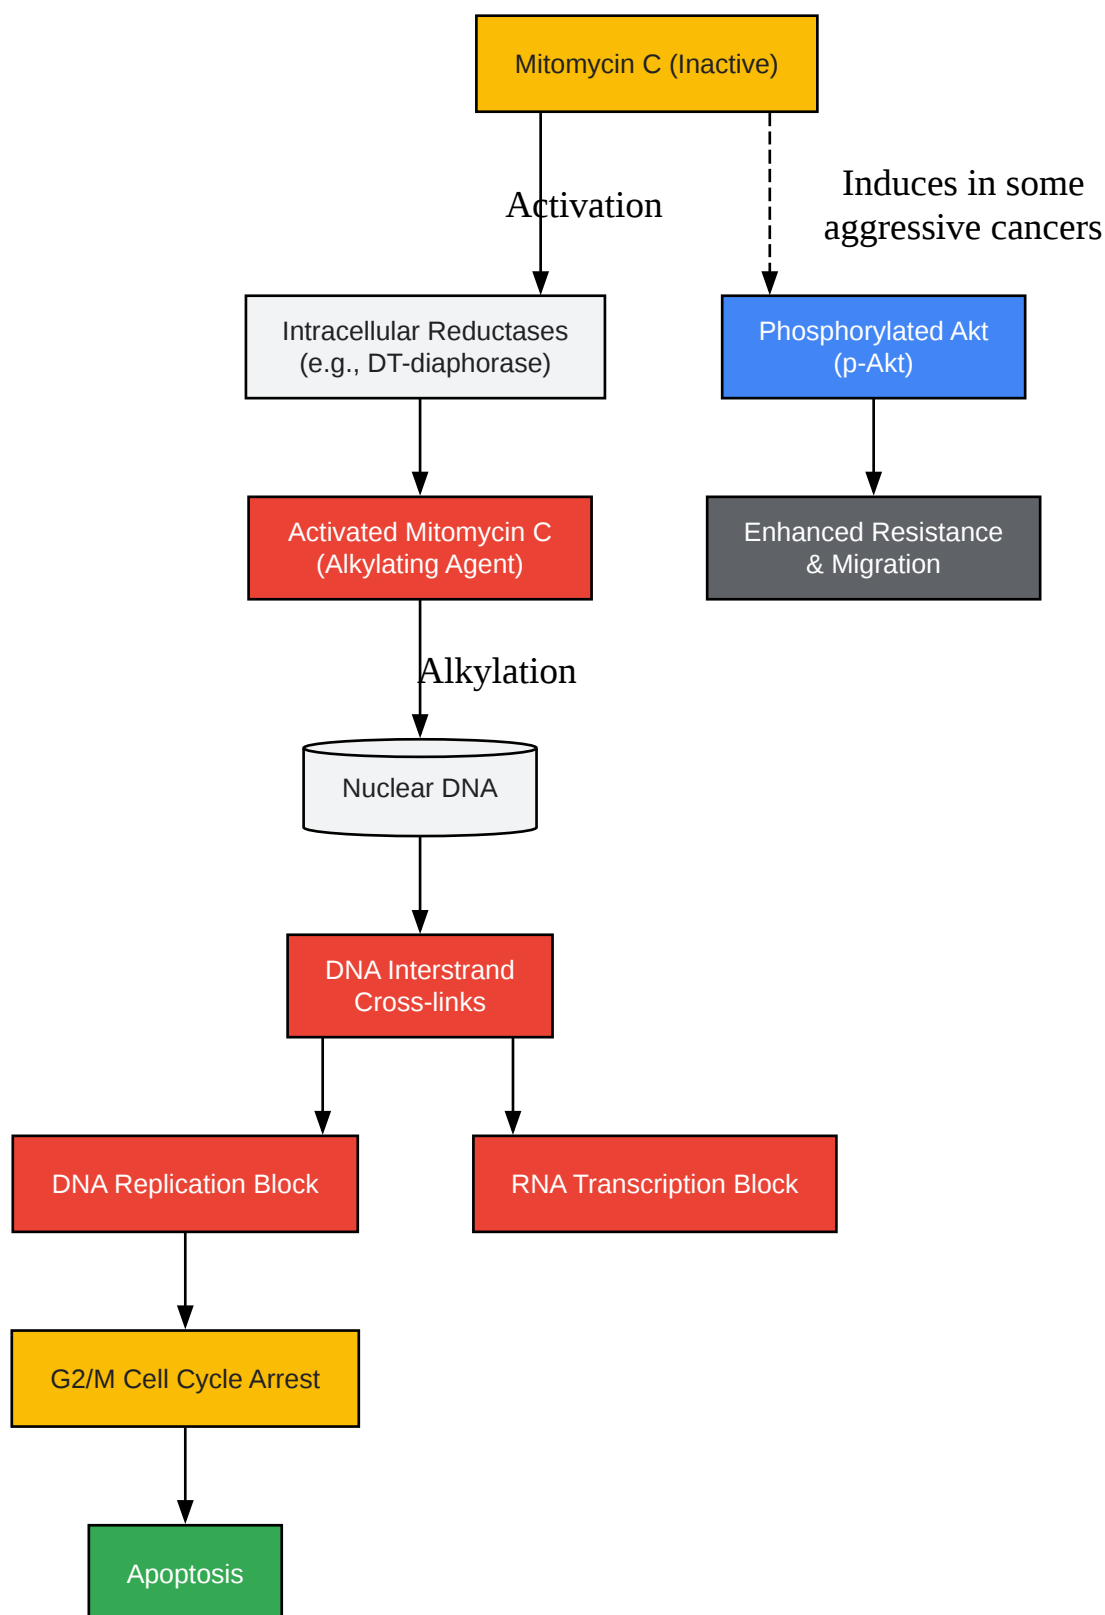 Mitomycin C (Inactive)
Activation
Induces in some
aggressive cancers
Intracellular Reductases
(e.g., DT-diaphorase)
Phosphorylated Akt
(p-Akt)
Activated Mitomycin C
(Alkylating Agent)
Enhanced Resistance
& Migration
Alkylation
Nuclear DNA
DNA Interstrand
Cross-links
DNA Replication Block
RNA Transcription Block
G2/M Cell Cycle Arrest
Apoptosis